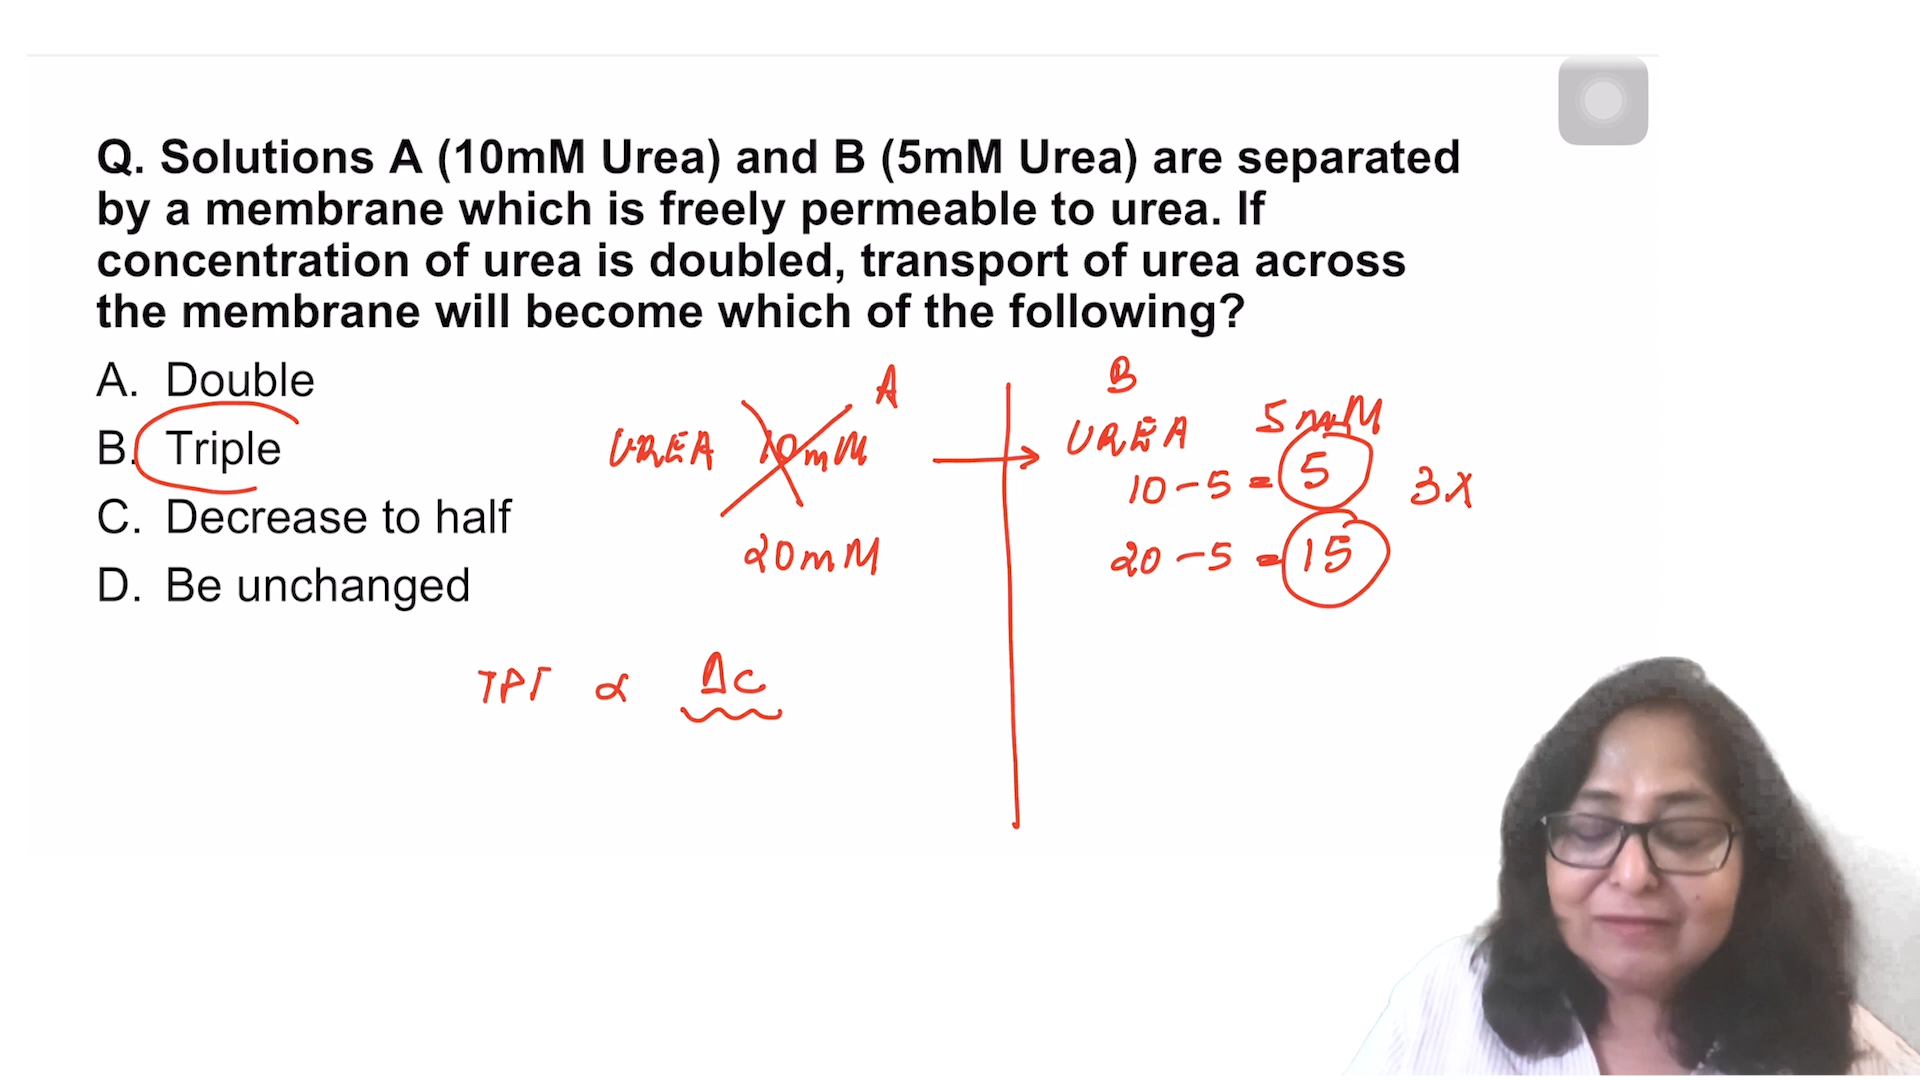 Q. Solutions A (10mM Urea) and B (5mM Urea) are separated
by a membrane which is freely permeable to urea. If
concentration of urea is doubled, transport of urea across
the membrane will become which of the following?
A. Double
B. Triple
C. Decrease to half
D. Be unchanged
A
B
UREA 10mM
UREA 5mM
10-5 = 5
3X
20mM
20-5 = 15
TPT ∝ Δc